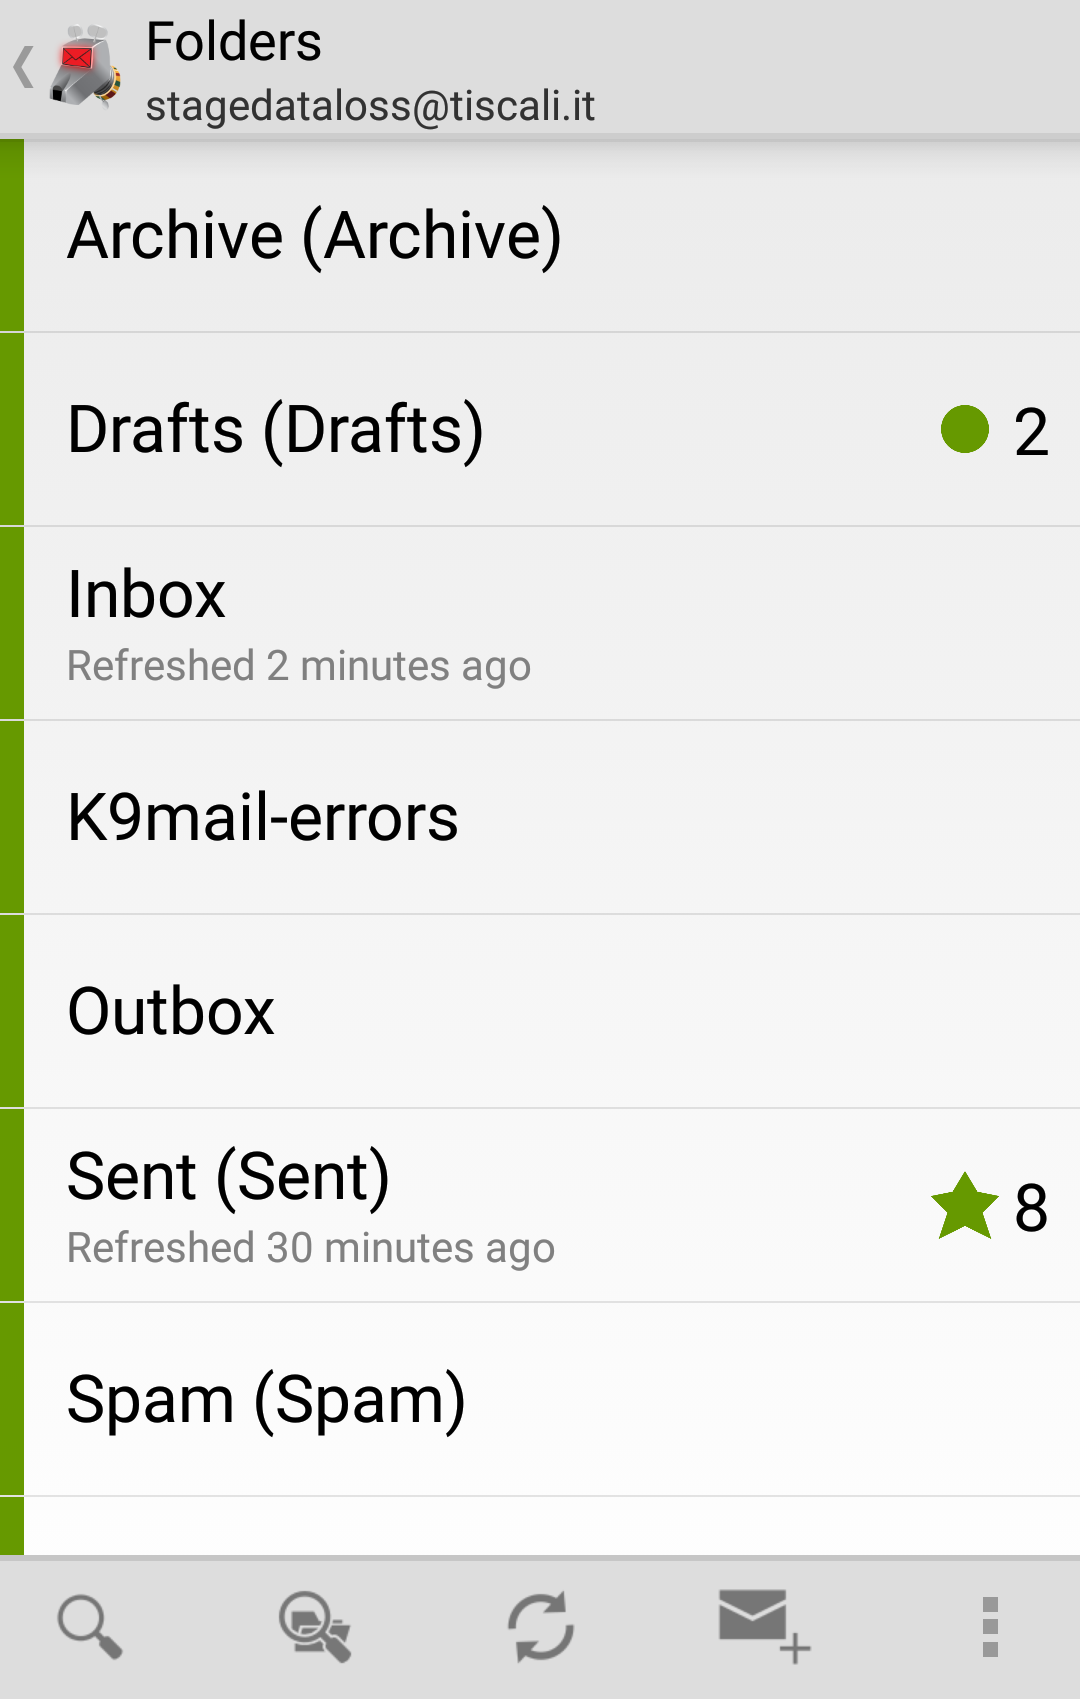 Folders
stagedataloss@tiscali.it
Archive (Archive)
Drafts (Drafts)
2
Inbox
Refreshed 2 minutes ago
K9mail-errors
Outbox
Sent (Sent)
8
Refreshed 30 minutes ago
Spam (Spam)